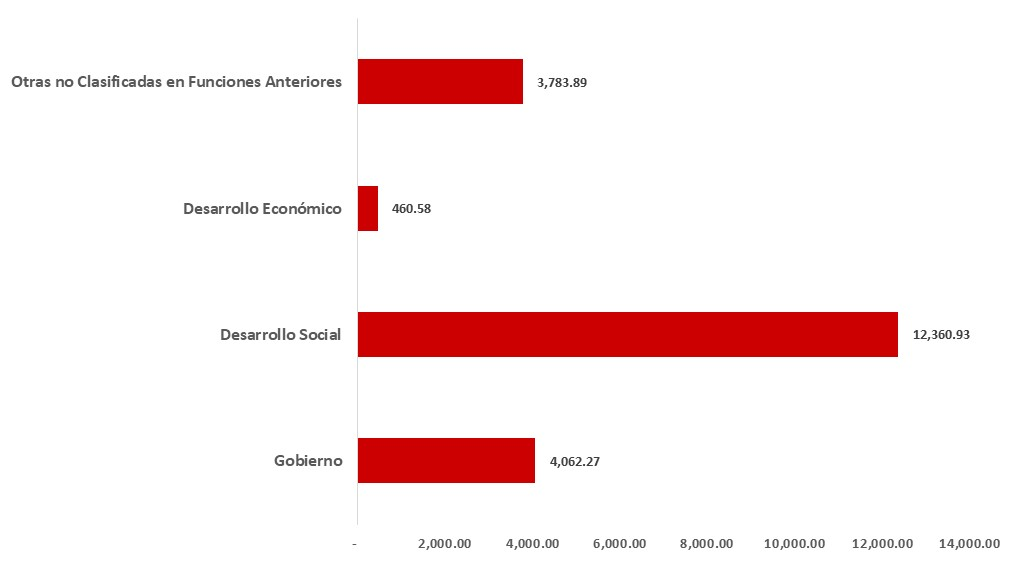 Otras no Clasificadas en Funciones Anteriores 3,783.89
Desarrollo Económico 460.58
Desarrollo Social 12,360.93
Gobierno 4,062.27
- 2,000.00 4,000.00 6,000.00 8,000.00 10,000.00 12,000.00 14,000.00